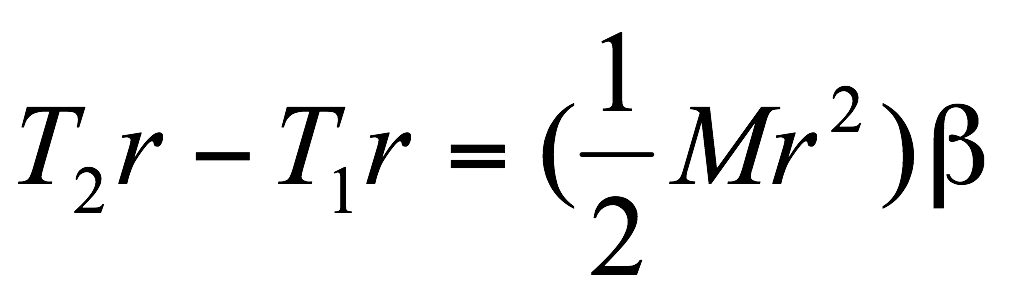 T₂r − T₁r = (½Mr²)β